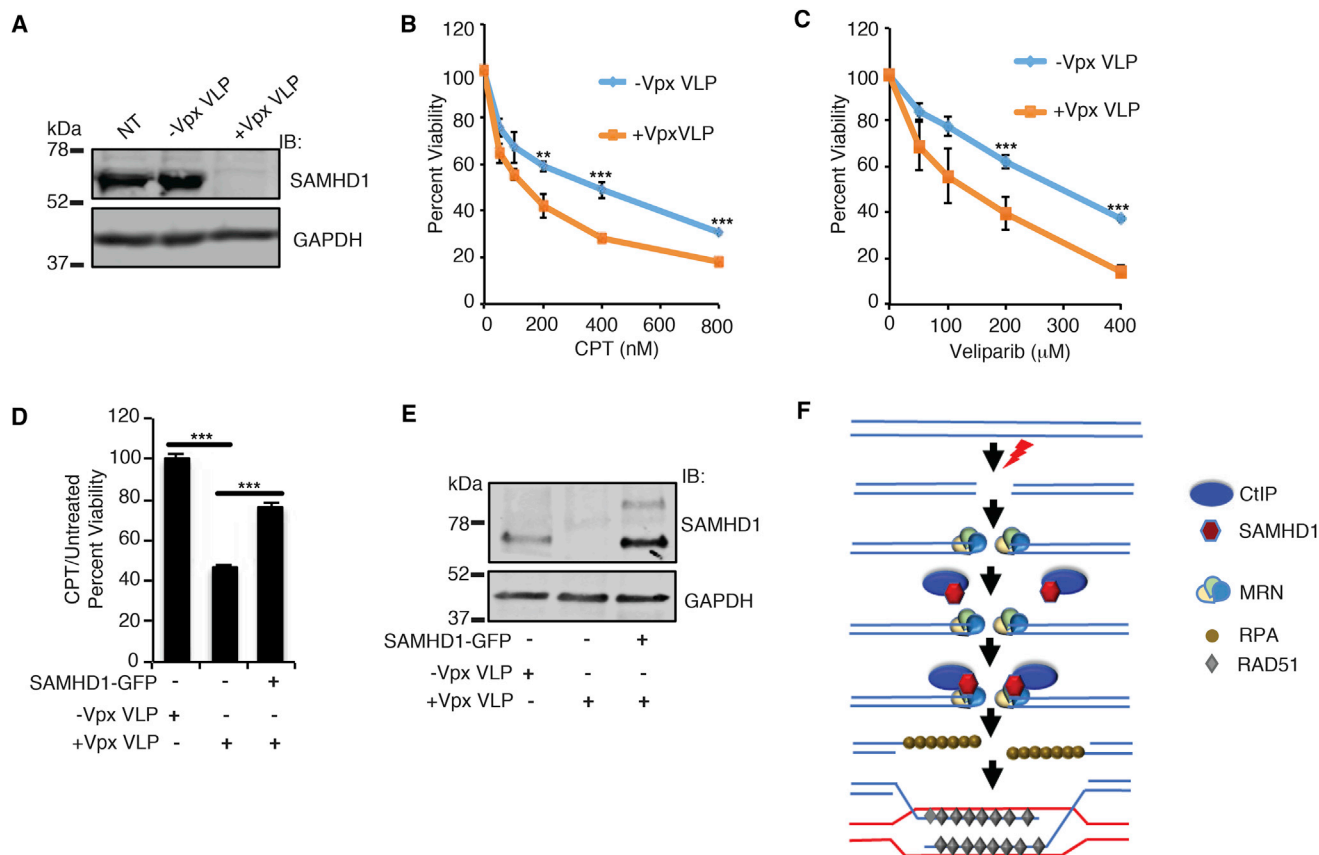 A
NT
-Vpx VLP
+Vpx VLP
kDa
IB:
78
SAMHD1
52
GAPDH
37
B
120
100
80
60
40
20
0
Percent Viability
-Vpx VLP
+VpxVLP
**
***
***
0 200 400 600 800
CPT (nM)
C
120
100
80
60
40
20
0
Percent Viability
-Vpx VLP
+Vpx VLP
***
***
0 100 200 300 400
Veliparib (µM)
D
120
100
80
60
40
20
0
CPT/Untreated
Percent Viability
***
***
SAMHD1-GFP - - +
-Vpx VLP + - -
+Vpx VLP - + +
E
kDa
IB:
78
SAMHD1
52
GAPDH
37
SAMHD1-GFP - - +
-Vpx VLP + - -
+Vpx VLP - + +
F
CtIP
SAMHD1
MRN
RPA
RAD51